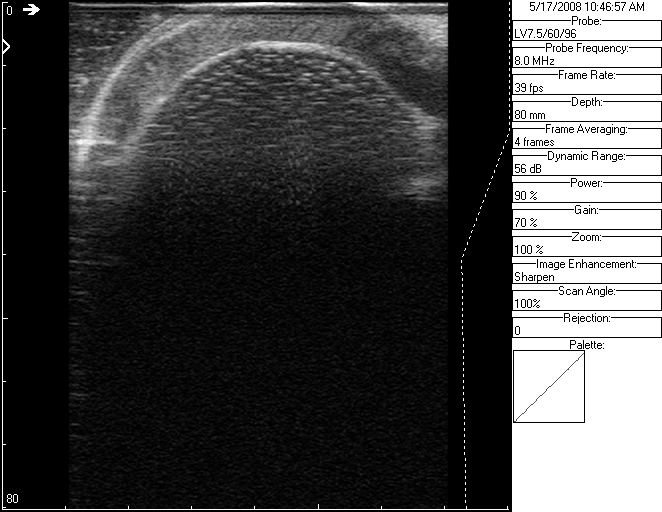 0
80
5/17/2008 10:46:57 AM
Probe:
LV7.5/60/96
Probe Frequency:
8.0 MHz
Frame Rate:
39 fps
Depth:
80 mm
Frame Averaging:
4 frames
Dynamic Range:
56 dB
Power:
90 %
Gain:
70 %
Zoom:
100 %
Image Enhancement:
Sharpen
Scan Angle:
100%
Rejection:
0
Palette: